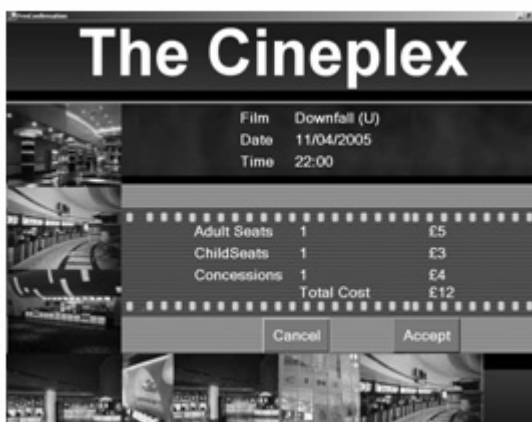 frmConfirmation
The Cineplex
Film Downfall (U)
Date 11/04/2005
Time 22:00
Adult Seats 1 £5
ChildSeats 1 £3
Concessions 1 £4
Total Cost £12
Cancel Accept